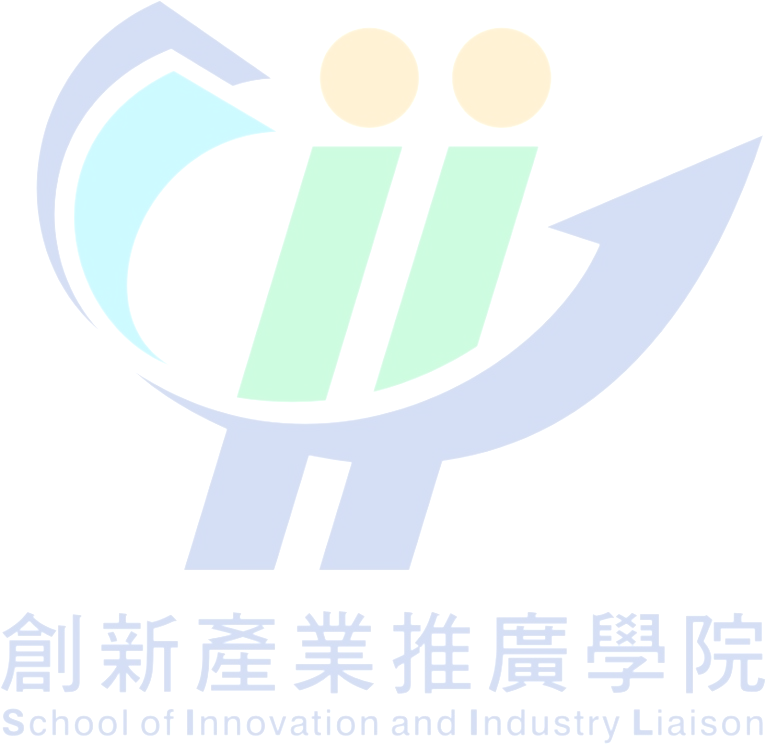 創新產業推廣學院
School of Innovation and Industry Liaison